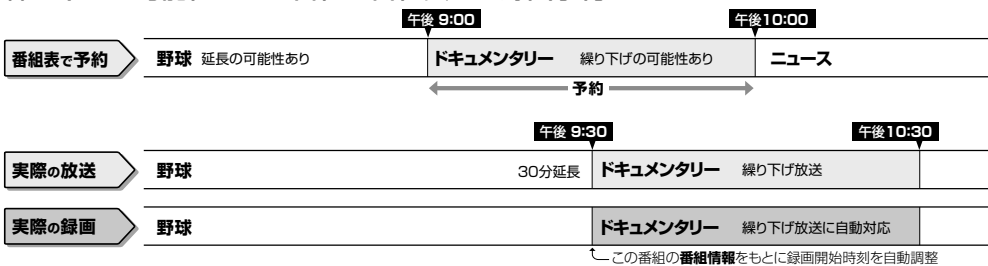 午後 9:00 午後10:00
番組表で予約 野球 延長の可能性あり ドキュメンタリー 繰り下げの可能性あり ニュース
予約
午後 9:30 午後10:30
実際の放送 野球 30分延長 ドキュメンタリー 繰り下げ放送
実際の録画 野球 ドキュメンタリー 繰り下げ放送に自動対応
この番組の番組情報をもとに録画開始時刻を自動調整